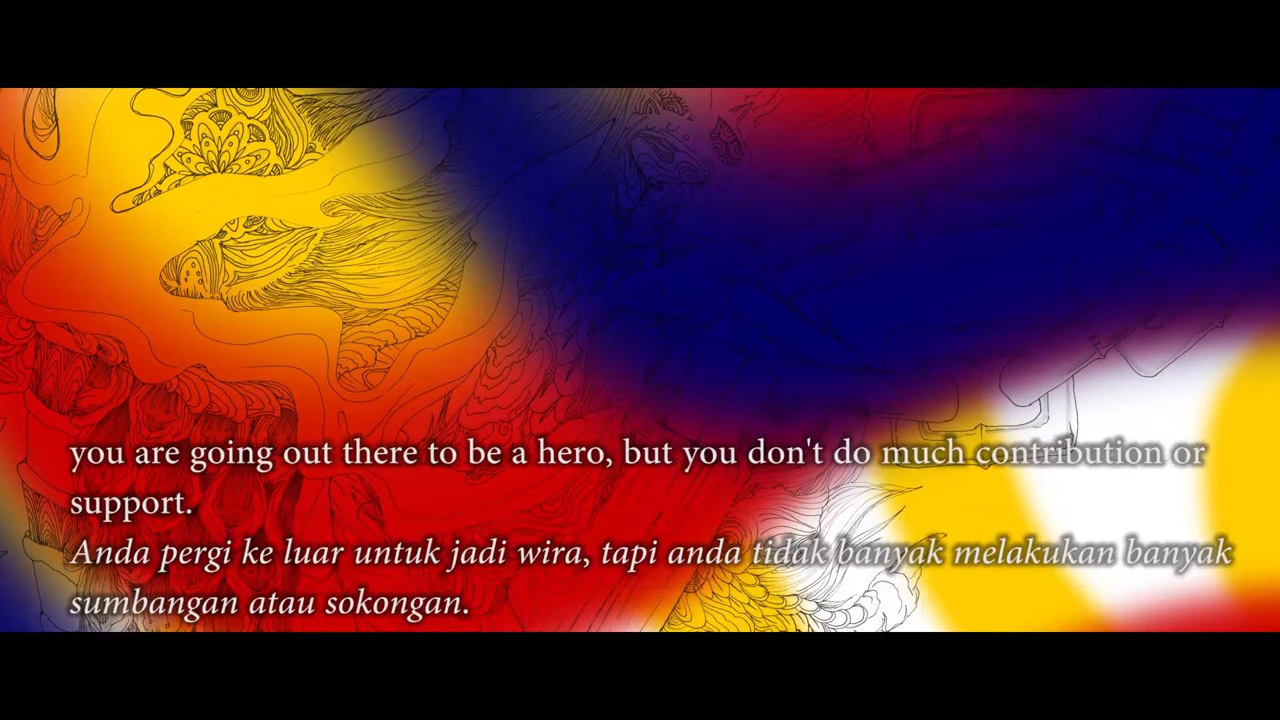 you are going out there to be a hero, but you don't do much contribution or
support.
Anda pergi ke luar untuk jadi wira, tapi anda tidak banyak melakukan banyak
sumbangan atau sokongan.